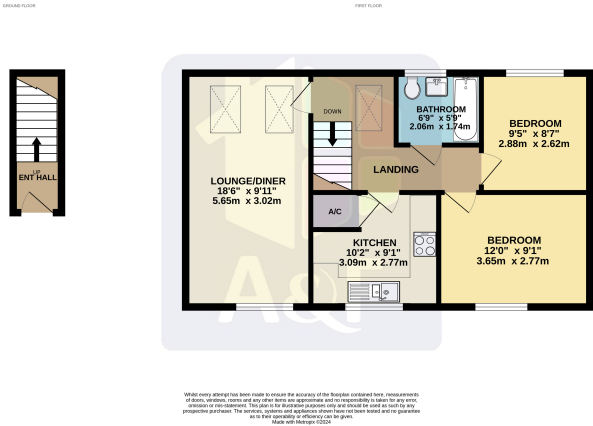 GROUND FLOOR
FIRST FLOOR
UP
ENT HALL
DOWN
BATHROOM
6'9" x 5'9"
2.06m x 1.74m
BEDROOM
9'5" x 8'7"
2.88m x 2.62m
LOUNGE/DINER
18'6" x 9'11"
5.65m x 3.02m
LANDING
A/C
KITCHEN
10'2" x 9'1"
3.09m x 2.77m
BEDROOM
12'0" x 9'1"
3.65m x 2.77m
Whilst every attempt has been made to ensure the accuracy of the floorplan contained here, measurements
of doors, windows, rooms and any other items are approximate and no responsibility is taken for any error,
omission or mis-statement. This plan is for illustrative purposes only and should be used as such by any
prospective purchaser. The services, systems and appliances shown have not been tested and no guarantee
as to their operability or efficiency can be given.
Made with Metropix ©2024